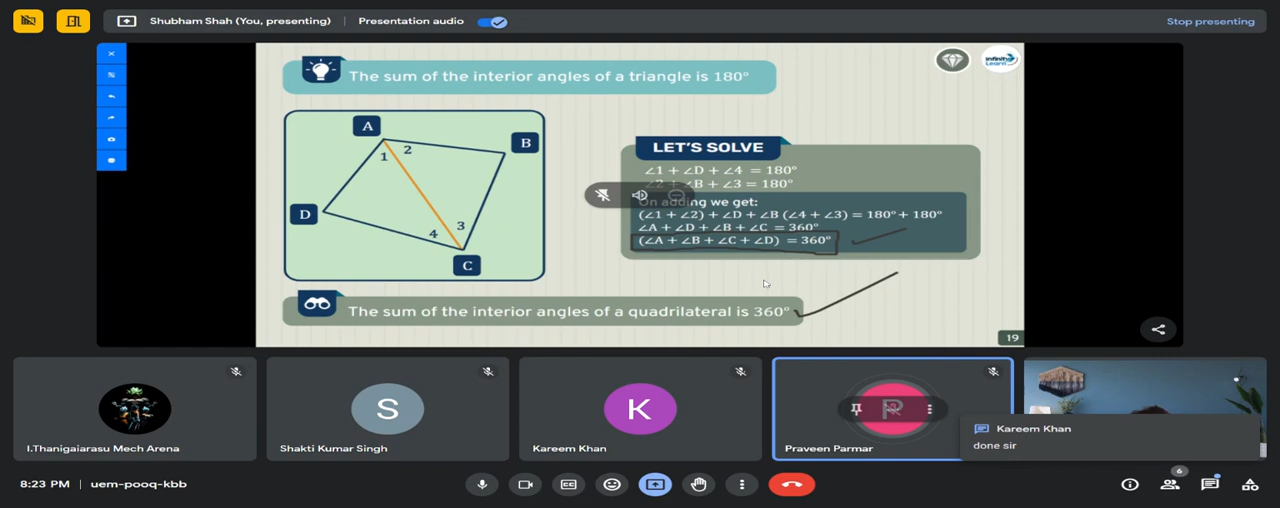 Shubham Shah (You, presenting)
Presentation audio
Stop presenting
The sum of the interior angles of a triangle is 180°
infinity
Learn
A
B
2
1
D
3
4
C
LET'S SOLVE
∠1 + ∠D + ∠4 = 180°
∠2 + ∠B + ∠3 = 180°
On adding we get:
(∠1 + ∠2) + ∠D + ∠B (∠4 + ∠3) = 180° + 180°
∠A + ∠D + ∠B + ∠C = 360°
(∠A + ∠B + ∠C + ∠D) = 360°
The sum of the interior angles of a quadrilateral is 360°
19
I.Thanigaiarasu Mech Arena
S
Shakti Kumar Singh
K
Kareem Khan
P
Praveen Parmar
Kareem Khan
done sir
8:23 PM | uem-pooq-kbb
6